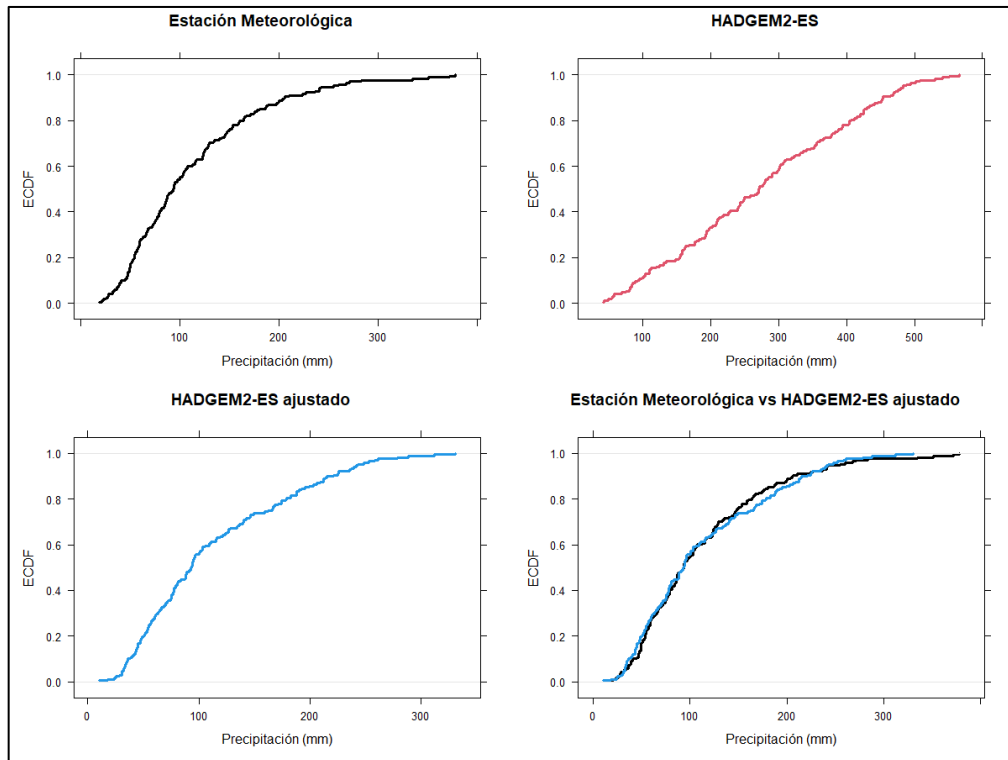 Estación Meteorológica
1.0
0.8
0.6
0.4
0.2
0.0
ECDF
100 200 300
Precipitación (mm)
HADGEM2-ES
1.0
0.8
0.6
0.4
0.2
0.0
ECDF
100 200 300 400 500
Precipitación (mm)
HADGEM2-ES ajustado
1.0
0.8
0.6
0.4
0.2
0.0
ECDF
0 100 200 300
Precipitación (mm)
Estación Meteorológica vs HADGEM2-ES ajustado
1.0
0.8
0.6
0.4
0.2
0.0
ECDF
0 100 200 300
Precipitación (mm)